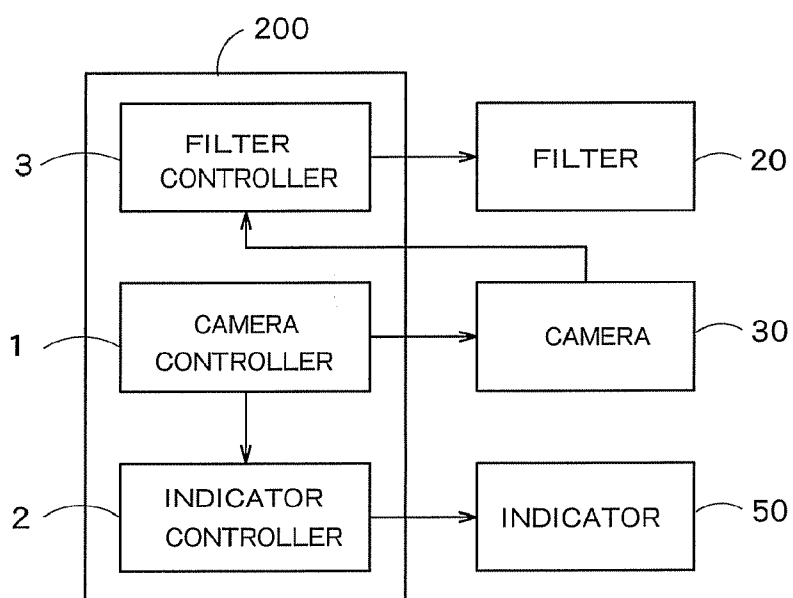 200
3
FILTER
CONTROLLER
FILTER
20
1
CAMERA
CONTROLLER
CAMERA
30
2
INDICATOR
CONTROLLER
INDICATOR
50